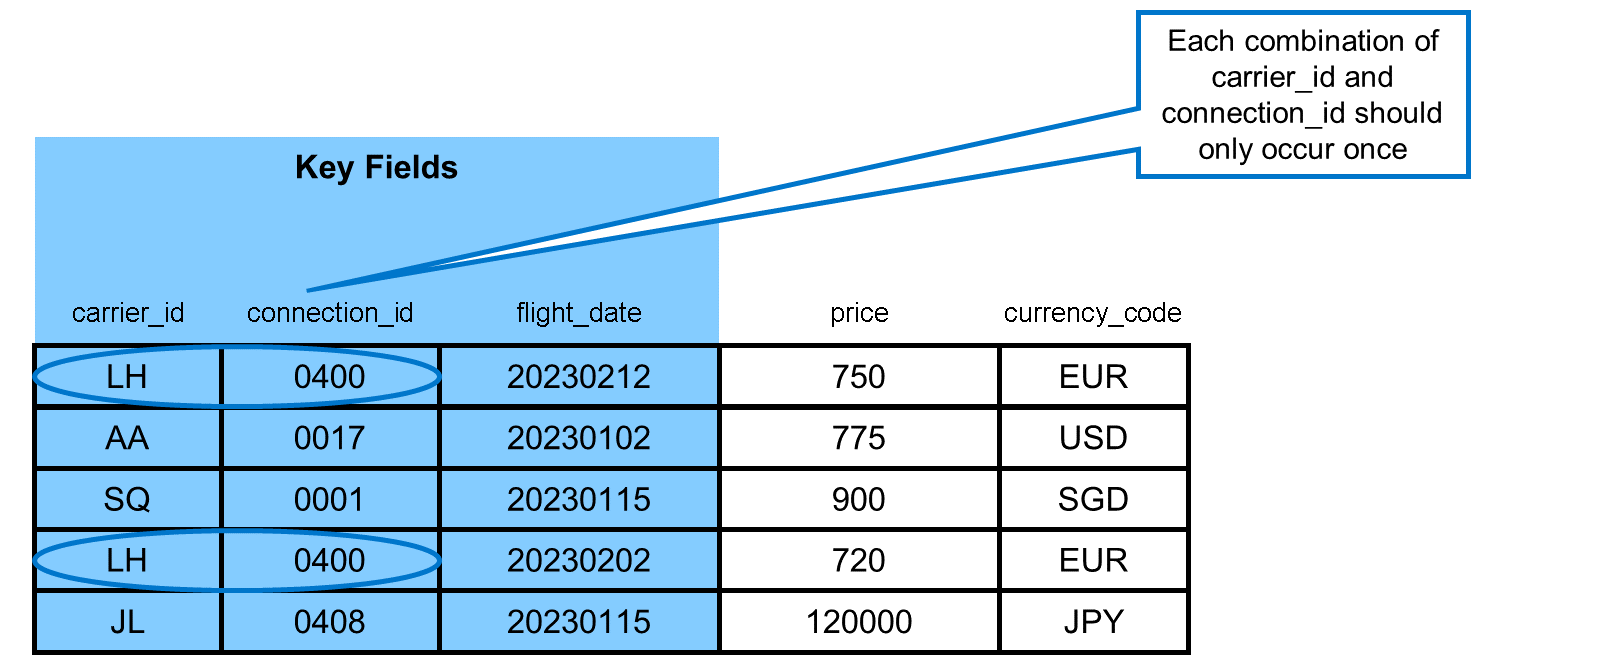 Each combination of
carrier_id and
connection_id should
only occur once
Key Fields
carrier_id connection_id flight_date price currency_code
LH 0400 20230212 750 EUR
AA 0017 20230102 775 USD
SQ 0001 20230115 900 SGD
LH 0400 20230202 720 EUR
JL 0408 20230115 120000 JPY